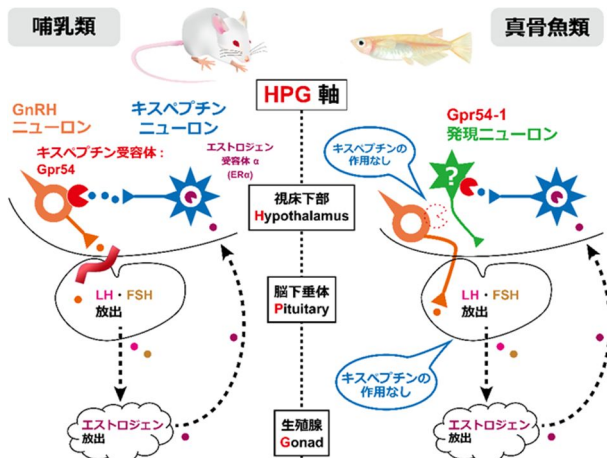 哺乳類
真骨魚類
HPG 軸
GnRH
ニューロン
キスペプチン
ニューロン
キスペプチン受容体：
Gpr54
エストロジェン
受容体 α
(ERα)
Gpr54-1
発現ニューロン
キスペプチンの
作用なし
?
視床下部
Hypothalamus
LH・FSH
放出
脳下垂体
Pituitary
LH・FSH
放出
キスペプチンの
作用なし
エストロジェン
放出
生殖腺
Gonad
エストロジェン
放出